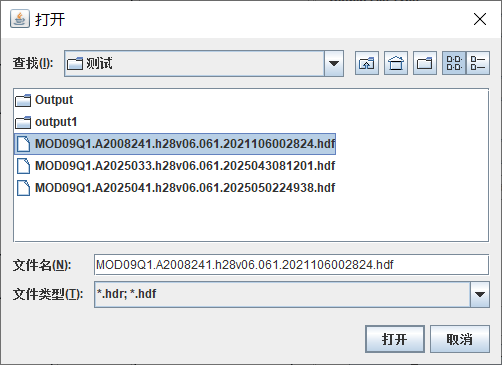 打开
查找(I):
测试
Output
output1
MOD09Q1.A2008241.h28v06.061.2021106002824.hdf
MOD09Q1.A2025033.h28v06.061.2025043081201.hdf
MOD09Q1.A2025041.h28v06.061.2025050224938.hdf
文件名(N):
MOD09Q1.A2008241.h28v06.061.2021106002824.hdf
文件类型(T):
*.hdr; *.hdf
打开
取消